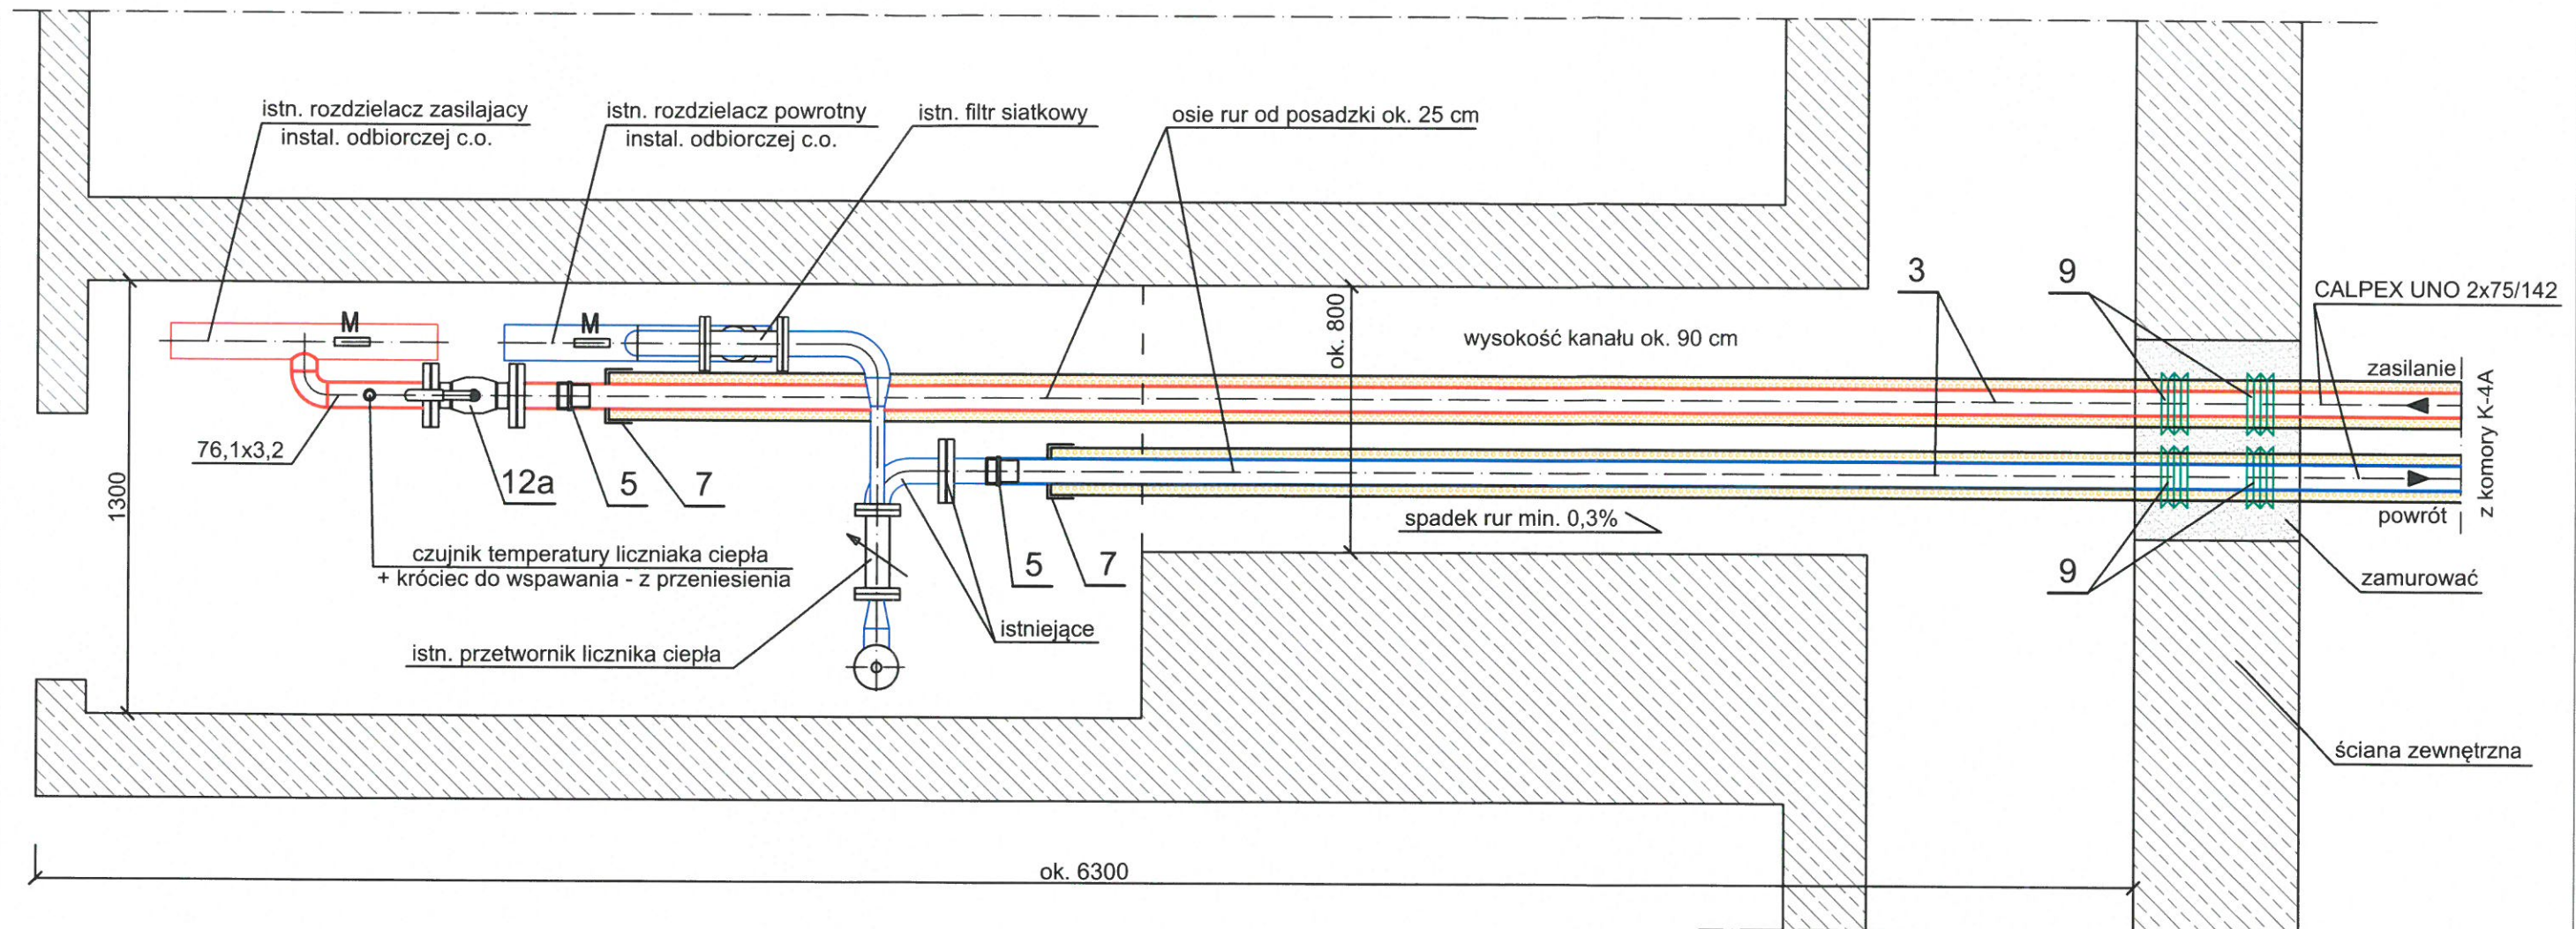 istn. rozdzielacz zasilajacy
instal. odbiorczej c.o.
istn. rozdzielacz powrotny
instal. odbiorczej c.o.
istn. filtr siatkowy
osie rur od posadzki ok. 25 cm
3
9
CALPEX UNO 2x75/142
M
M
ok. 800
wysokość kanału ok. 90 cm
zasilanie
z komory K-4A
76,1x3,2
12a
5
7
1300
spadek rur min. 0,3%
powrót
czujnik temperatury liczniaka ciepła
+ króciec do wspawania - z przeniesienia
5
7
9
zamurować
istniejące
istn. przetwornik licznika ciepła
ściana zewnętrzna
ok. 6300